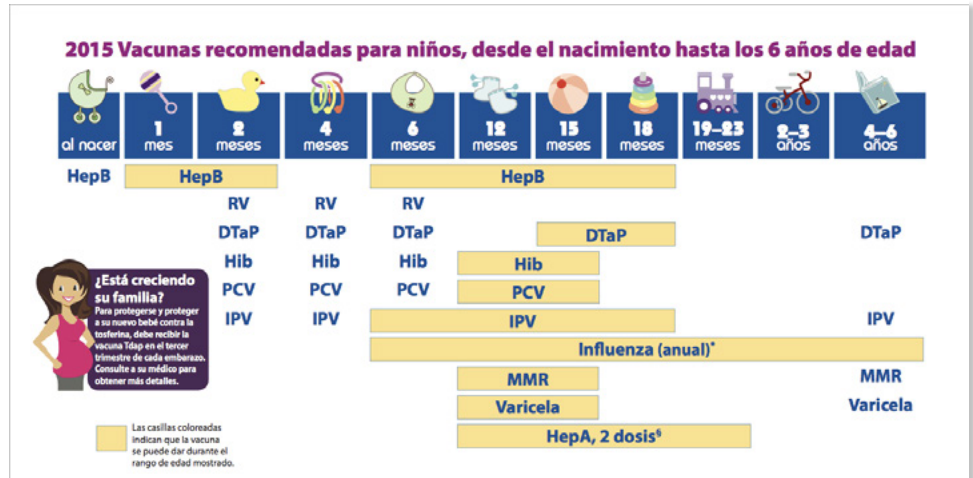 2015 Vacunas recomendadas para niños, desde el nacimiento hasta los 6 años de edad
al nacer
1 mes
2 meses
4 meses
6 meses
12 meses
15 meses
18 meses
19–23 meses
2–3 años
4–6 años
HepB HepB HepB
RV RV RV
DTaP DTaP DTaP DTaP DTaP
Hib Hib Hib Hib
PCV PCV PCV PCV
IPV IPV IPV IPV
Influenza (anual)*
MMR MMR
Varicela Varicela
HepA, 2 dosis§
¿Está creciendo
su familia?
Para protegerse y proteger
a su nuevo bebé contra la
tosferina, debe recibir la
vacuna Tdap en el tercer
trimestre de cada embarazo.
Consulte a su médico para
obtener más detalles.
Las casillas coloreadas
indican que la vacuna
se puede dar durante el
rango de edad mostrado.